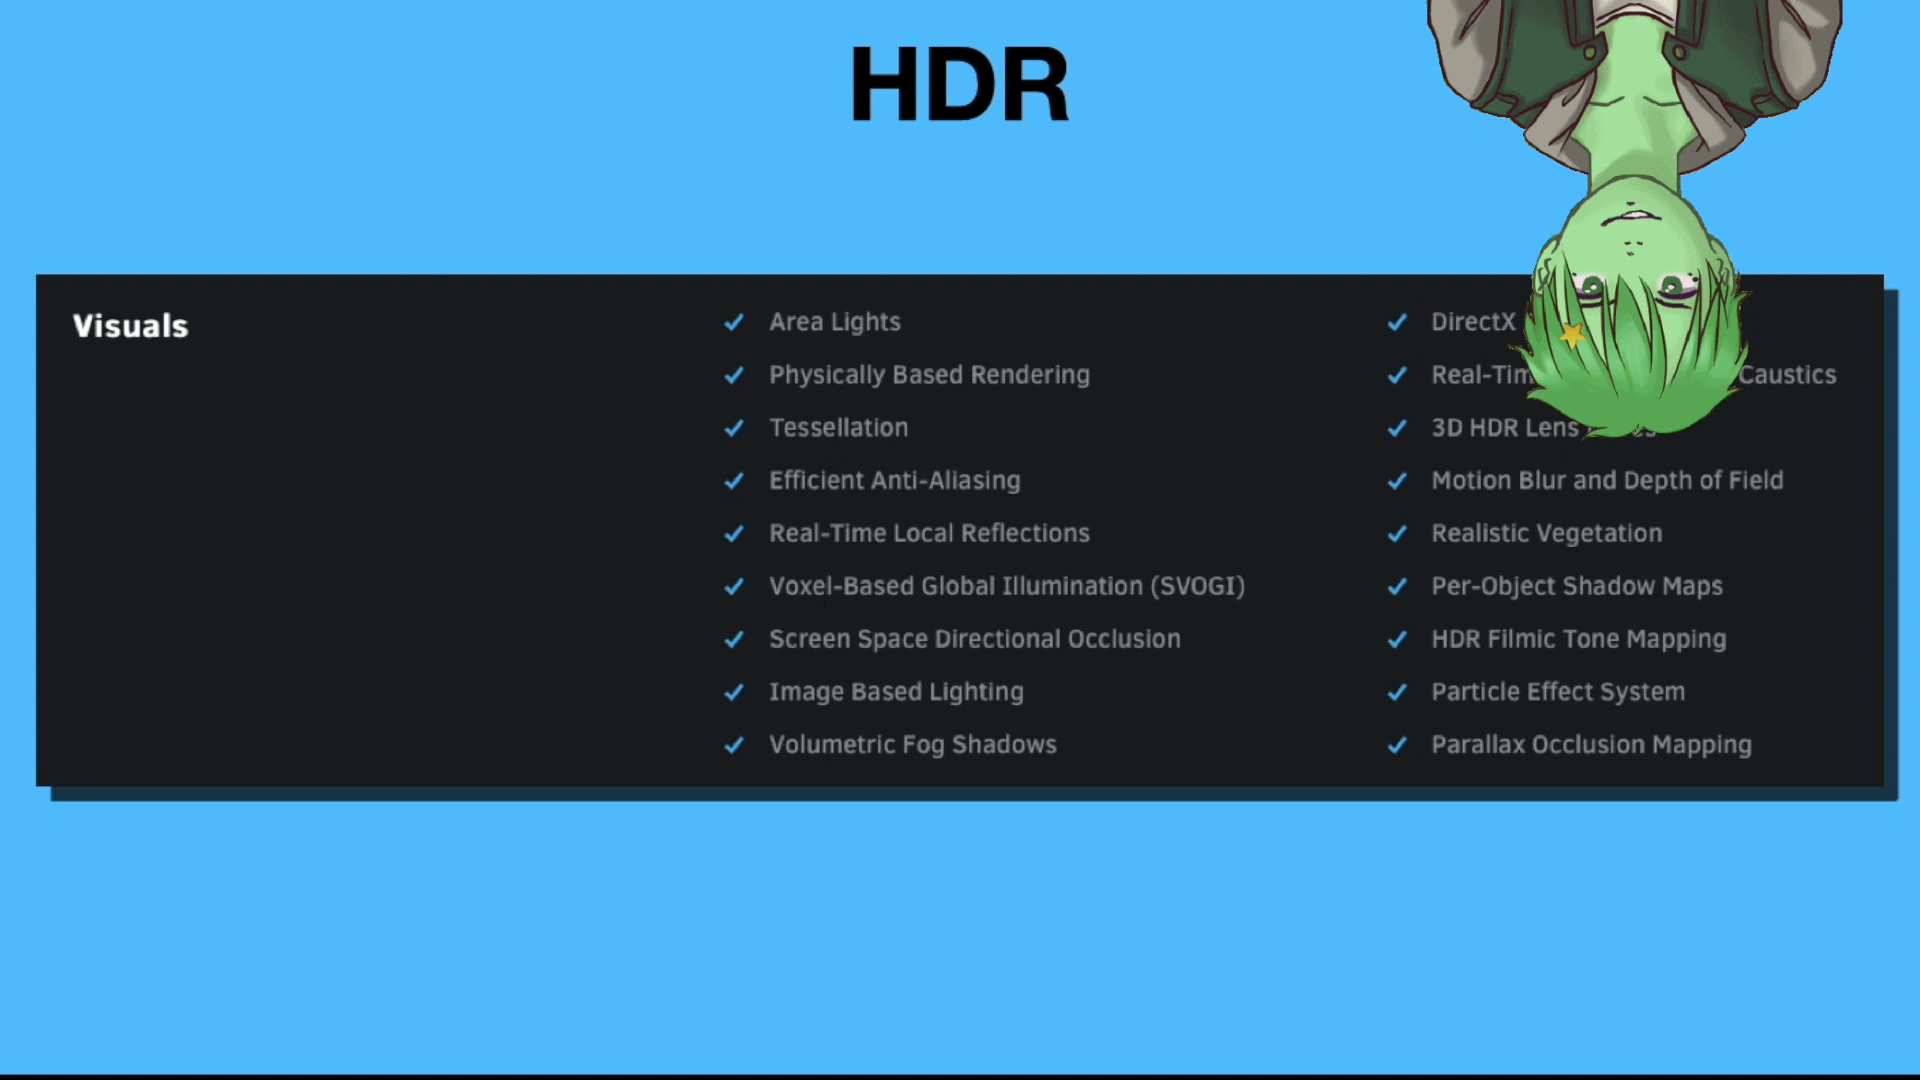 HDR
Visuals
Area Lights
Physically Based Rendering
Tessellation
Efficient Anti-Aliasing
Real-Time Local Reflections
Voxel-Based Global Illumination (SVOGI)
Screen Space Directional Occlusion
Image Based Lighting
Volumetric Fog Shadows
DirectX
Caustics
3D HDR Lens
Motion Blur and Depth of Field
Realistic Vegetation
Per-Object Shadow Maps
HDR Filmic Tone Mapping
Particle Effect System
Parallax Occlusion Mapping